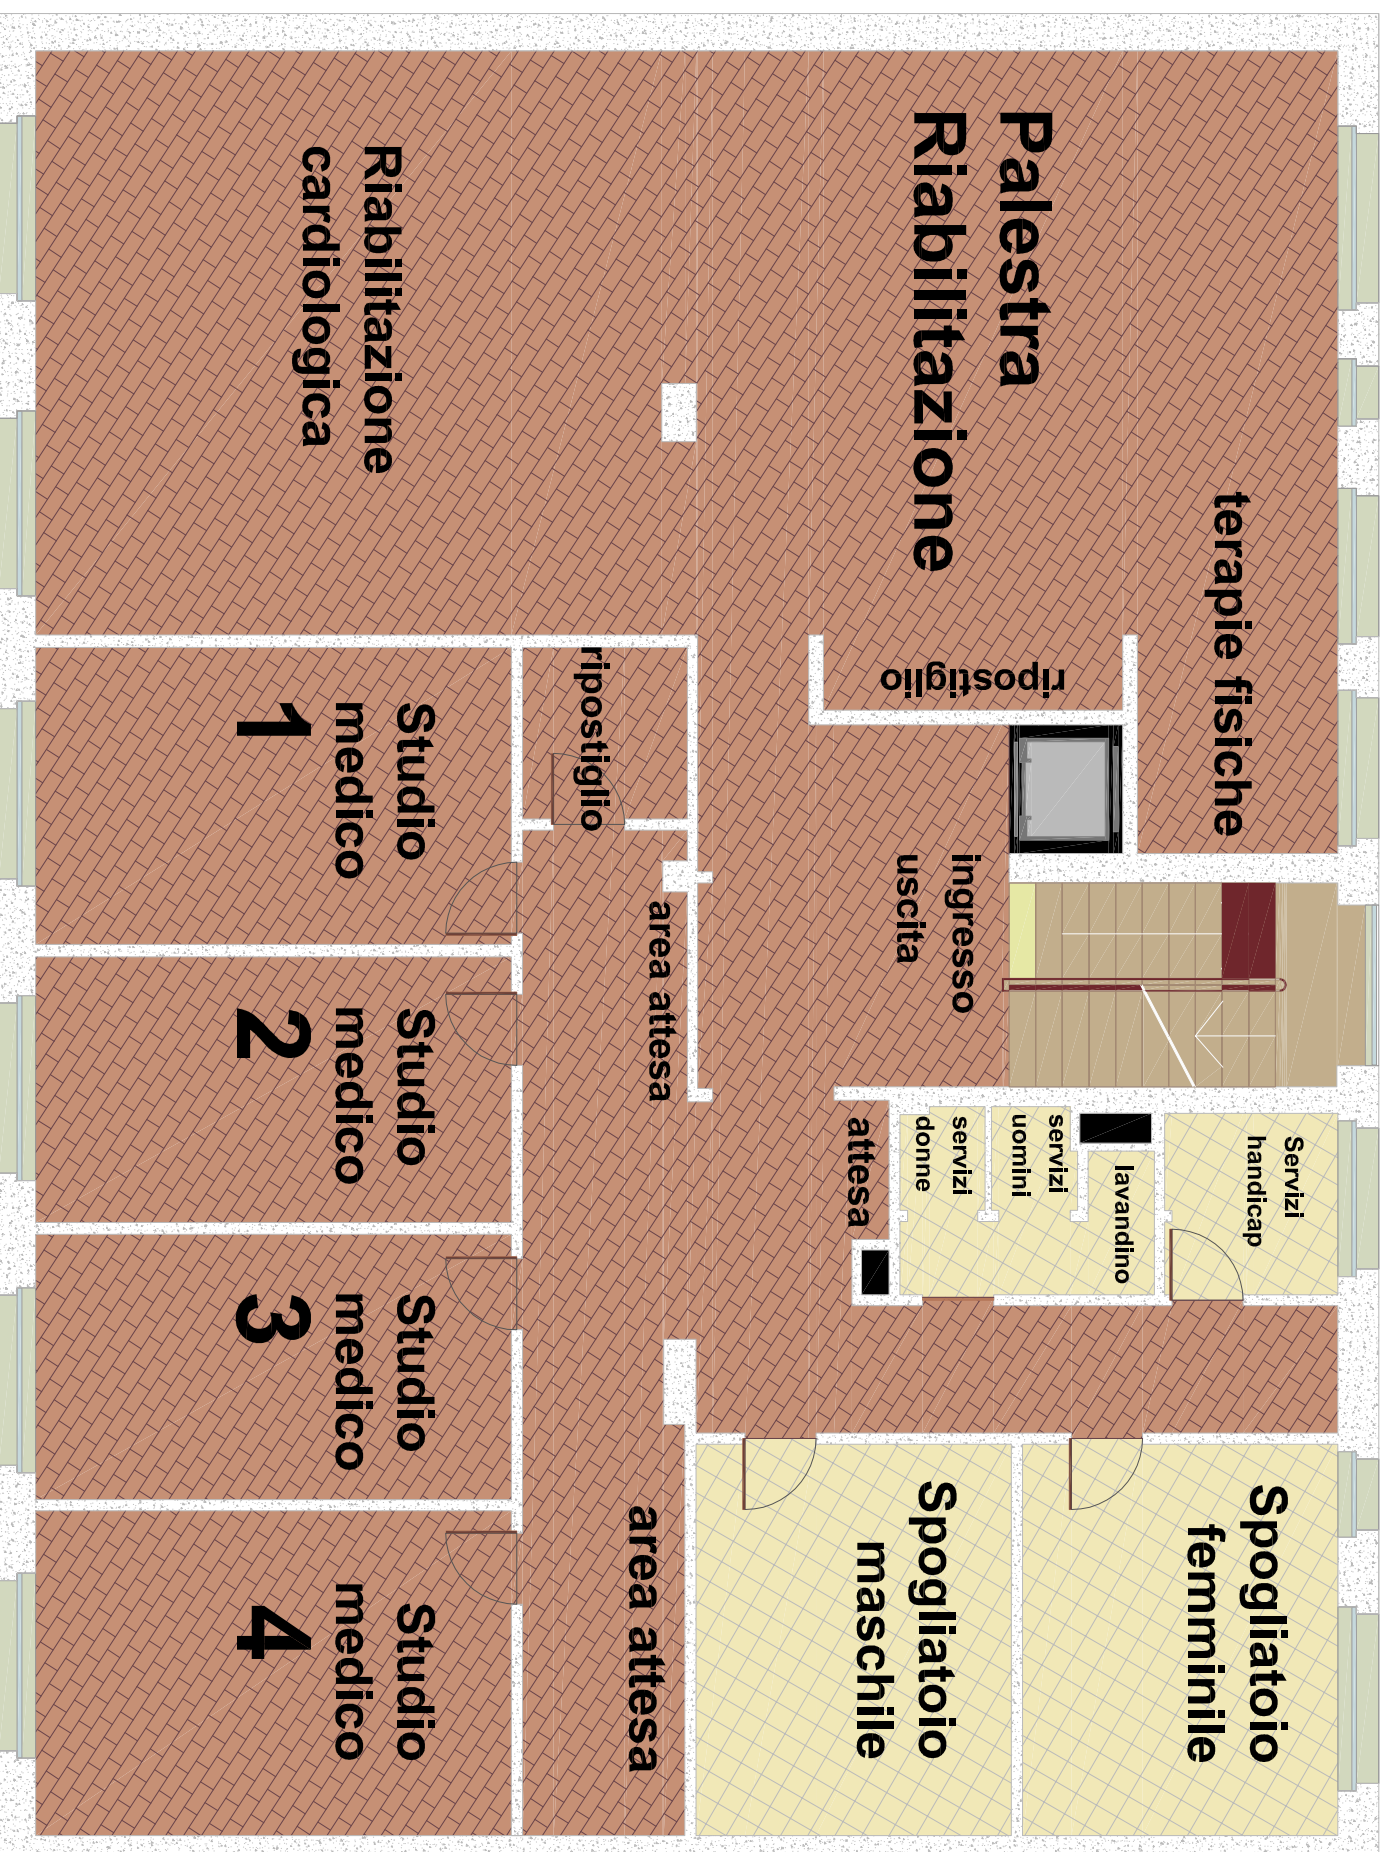 terapie fisiche
Servizi
handicap
Spogliatoio
femminile
Palestra
Riabilitazione
ripostiglio
ingresso
uscita
lavandino
servizi
uomini
servizi
donne
attesa
Spogliatoio
maschile
area attesa
area attesa
ripostiglio
Riabilitazione
cardiologica
Studio
medico
1
Studio
medico
2
Studio
medico
3
Studio
medico
4